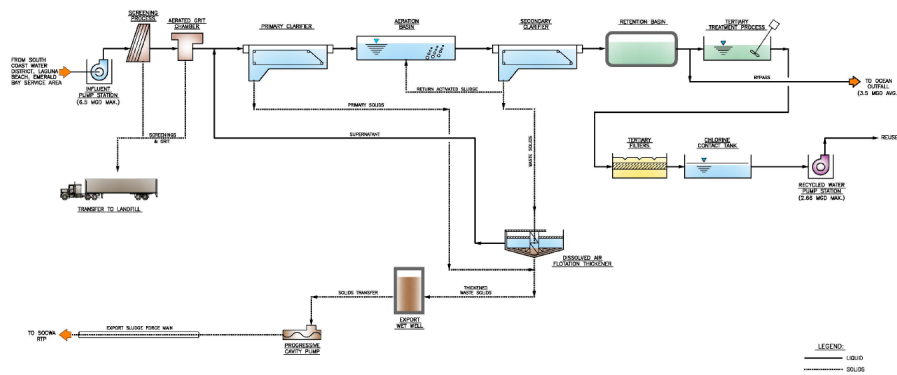 SCREENING
PROCESS
AERATED GRIT
CHAMBER
PRIMARY CLARIFIER
AERATION
BASIN
SECONDARY
CLARIFIER
RETENTION BASIN
TERTIARY
TREATMENT PROCESS
FROM SOUTH
COAST WATER
DISTRICT, LAGUNA
BEACH, EMERALD
BAY SERVICE AREA
INFLUENT
PUMP STATION
(6.5 MGD MAX.)
RETURN ACTIVATED SLUDGE
BYPASS
TO OCEAN
OUTFALL
(3.5 MGD AVG.)
PRIMARY SOLIDS
SUPERNATANT
SCREENINGS
& GRIT
WASTE SOLIDS
TERTIARY
FILTERS
CHLORINE
CONTACT TANK
REUSE
RECYCLED WATER
PUMP STATION
(2.68 MGD MAX.)
TRANSFER TO LANDFILL
DISSOLVED AIR
FLOTATION THICKENER
SOLIDS TRANSFER
THICKENED
WASTE SOLIDS
EXPORT
WET WELL
TO SOCWA
RTP
EXPORT SLUDGE FORCE MAIN
PROGRESSIVE
CAVITY PUMP
LEGEND:
LIQUID
SOLIDS